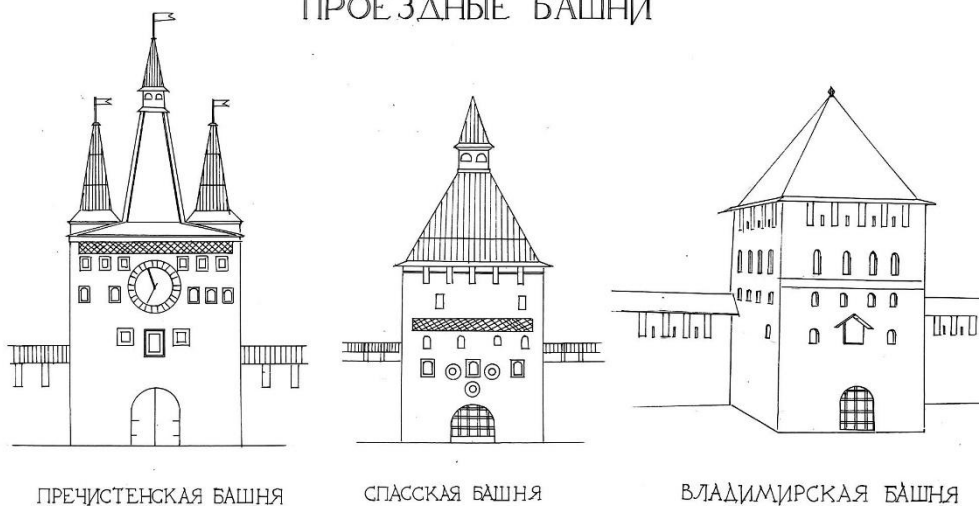 ПРОЕЗДНЫЕ БАШНИ
ПРЕЧИСТЕНСКАЯ БАШНЯ
СПАССКАЯ БАШНЯ
ВЛАДИМИРСКАЯ БАШНЯ